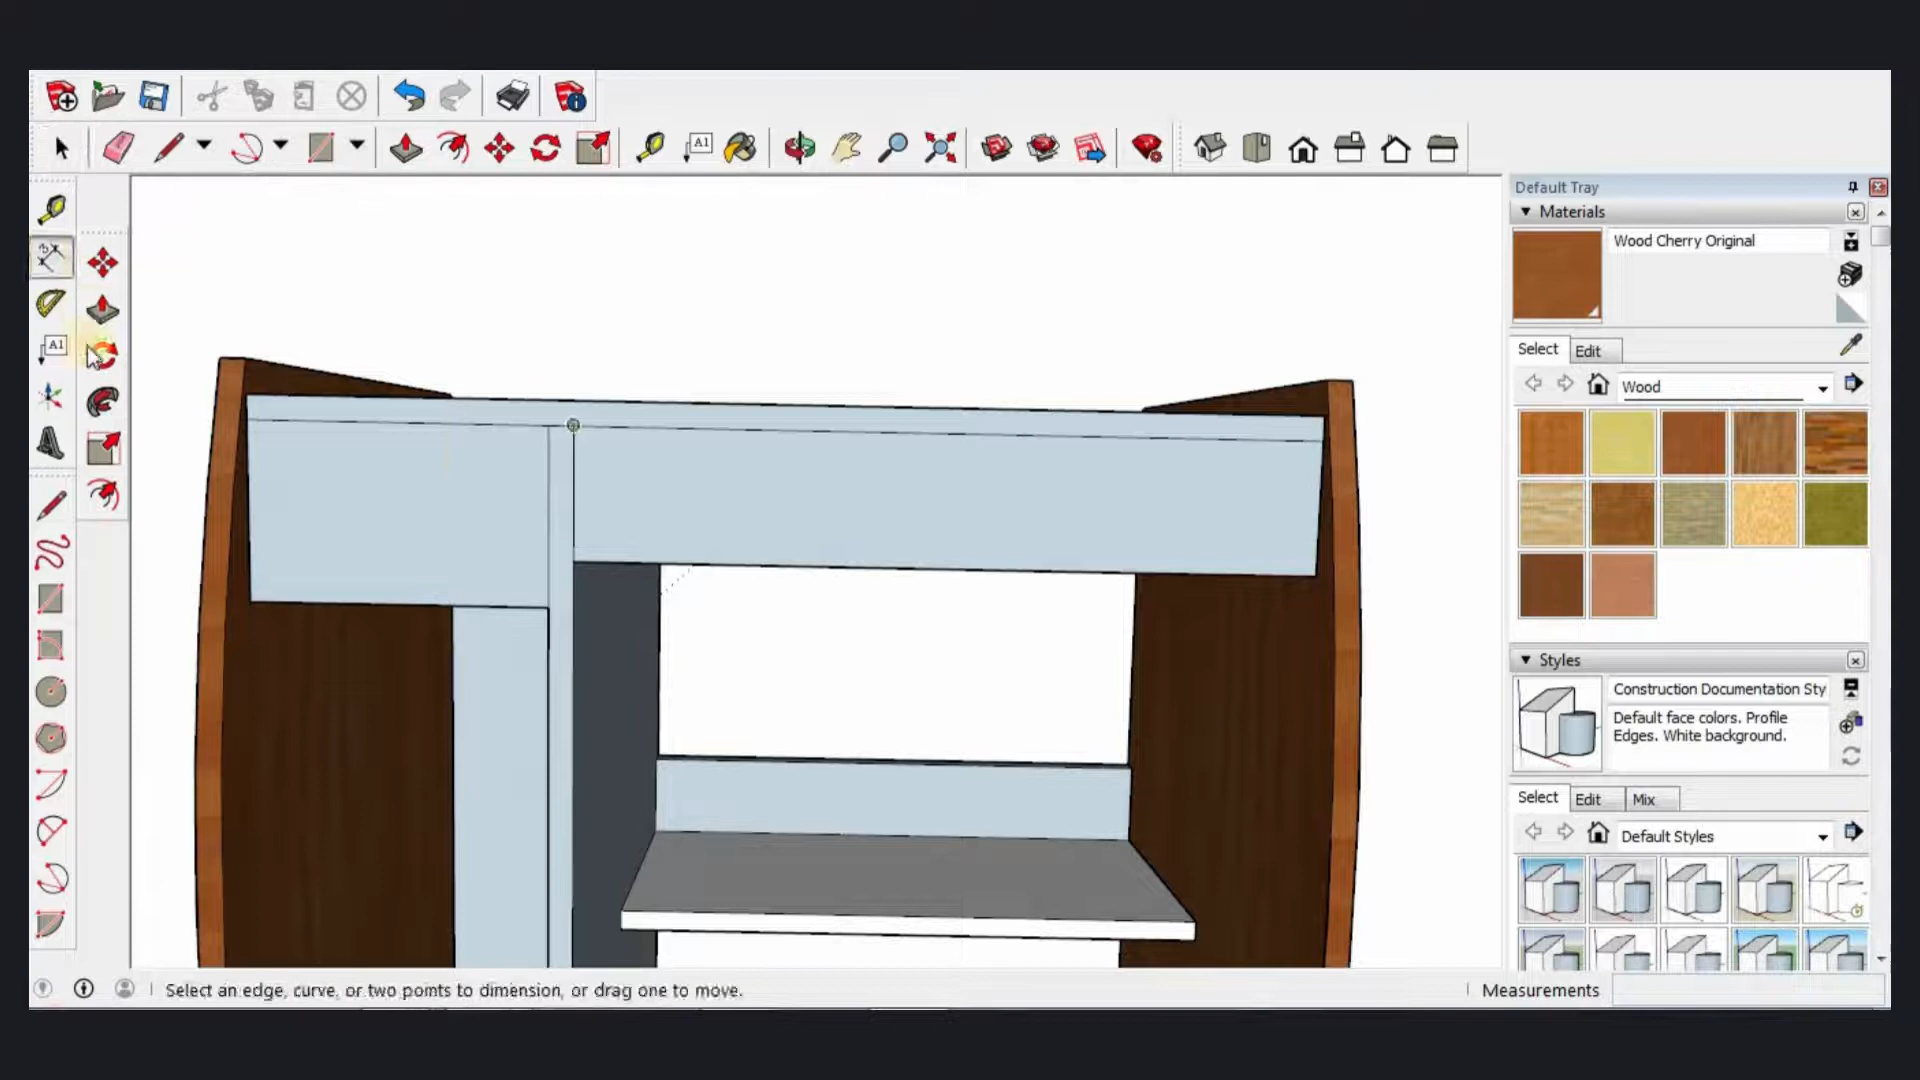 A1
Default Tray
Materials
Wood Cherry Original
A1
Select
Edit
Wood
Styles
Construction Documentation Sty
Default face colors. Profile
Edges. White background.
Select
Edit
Mix
Default Styles
Select an edge, curve, or two points to dimension, or drag one to move.
Measurements